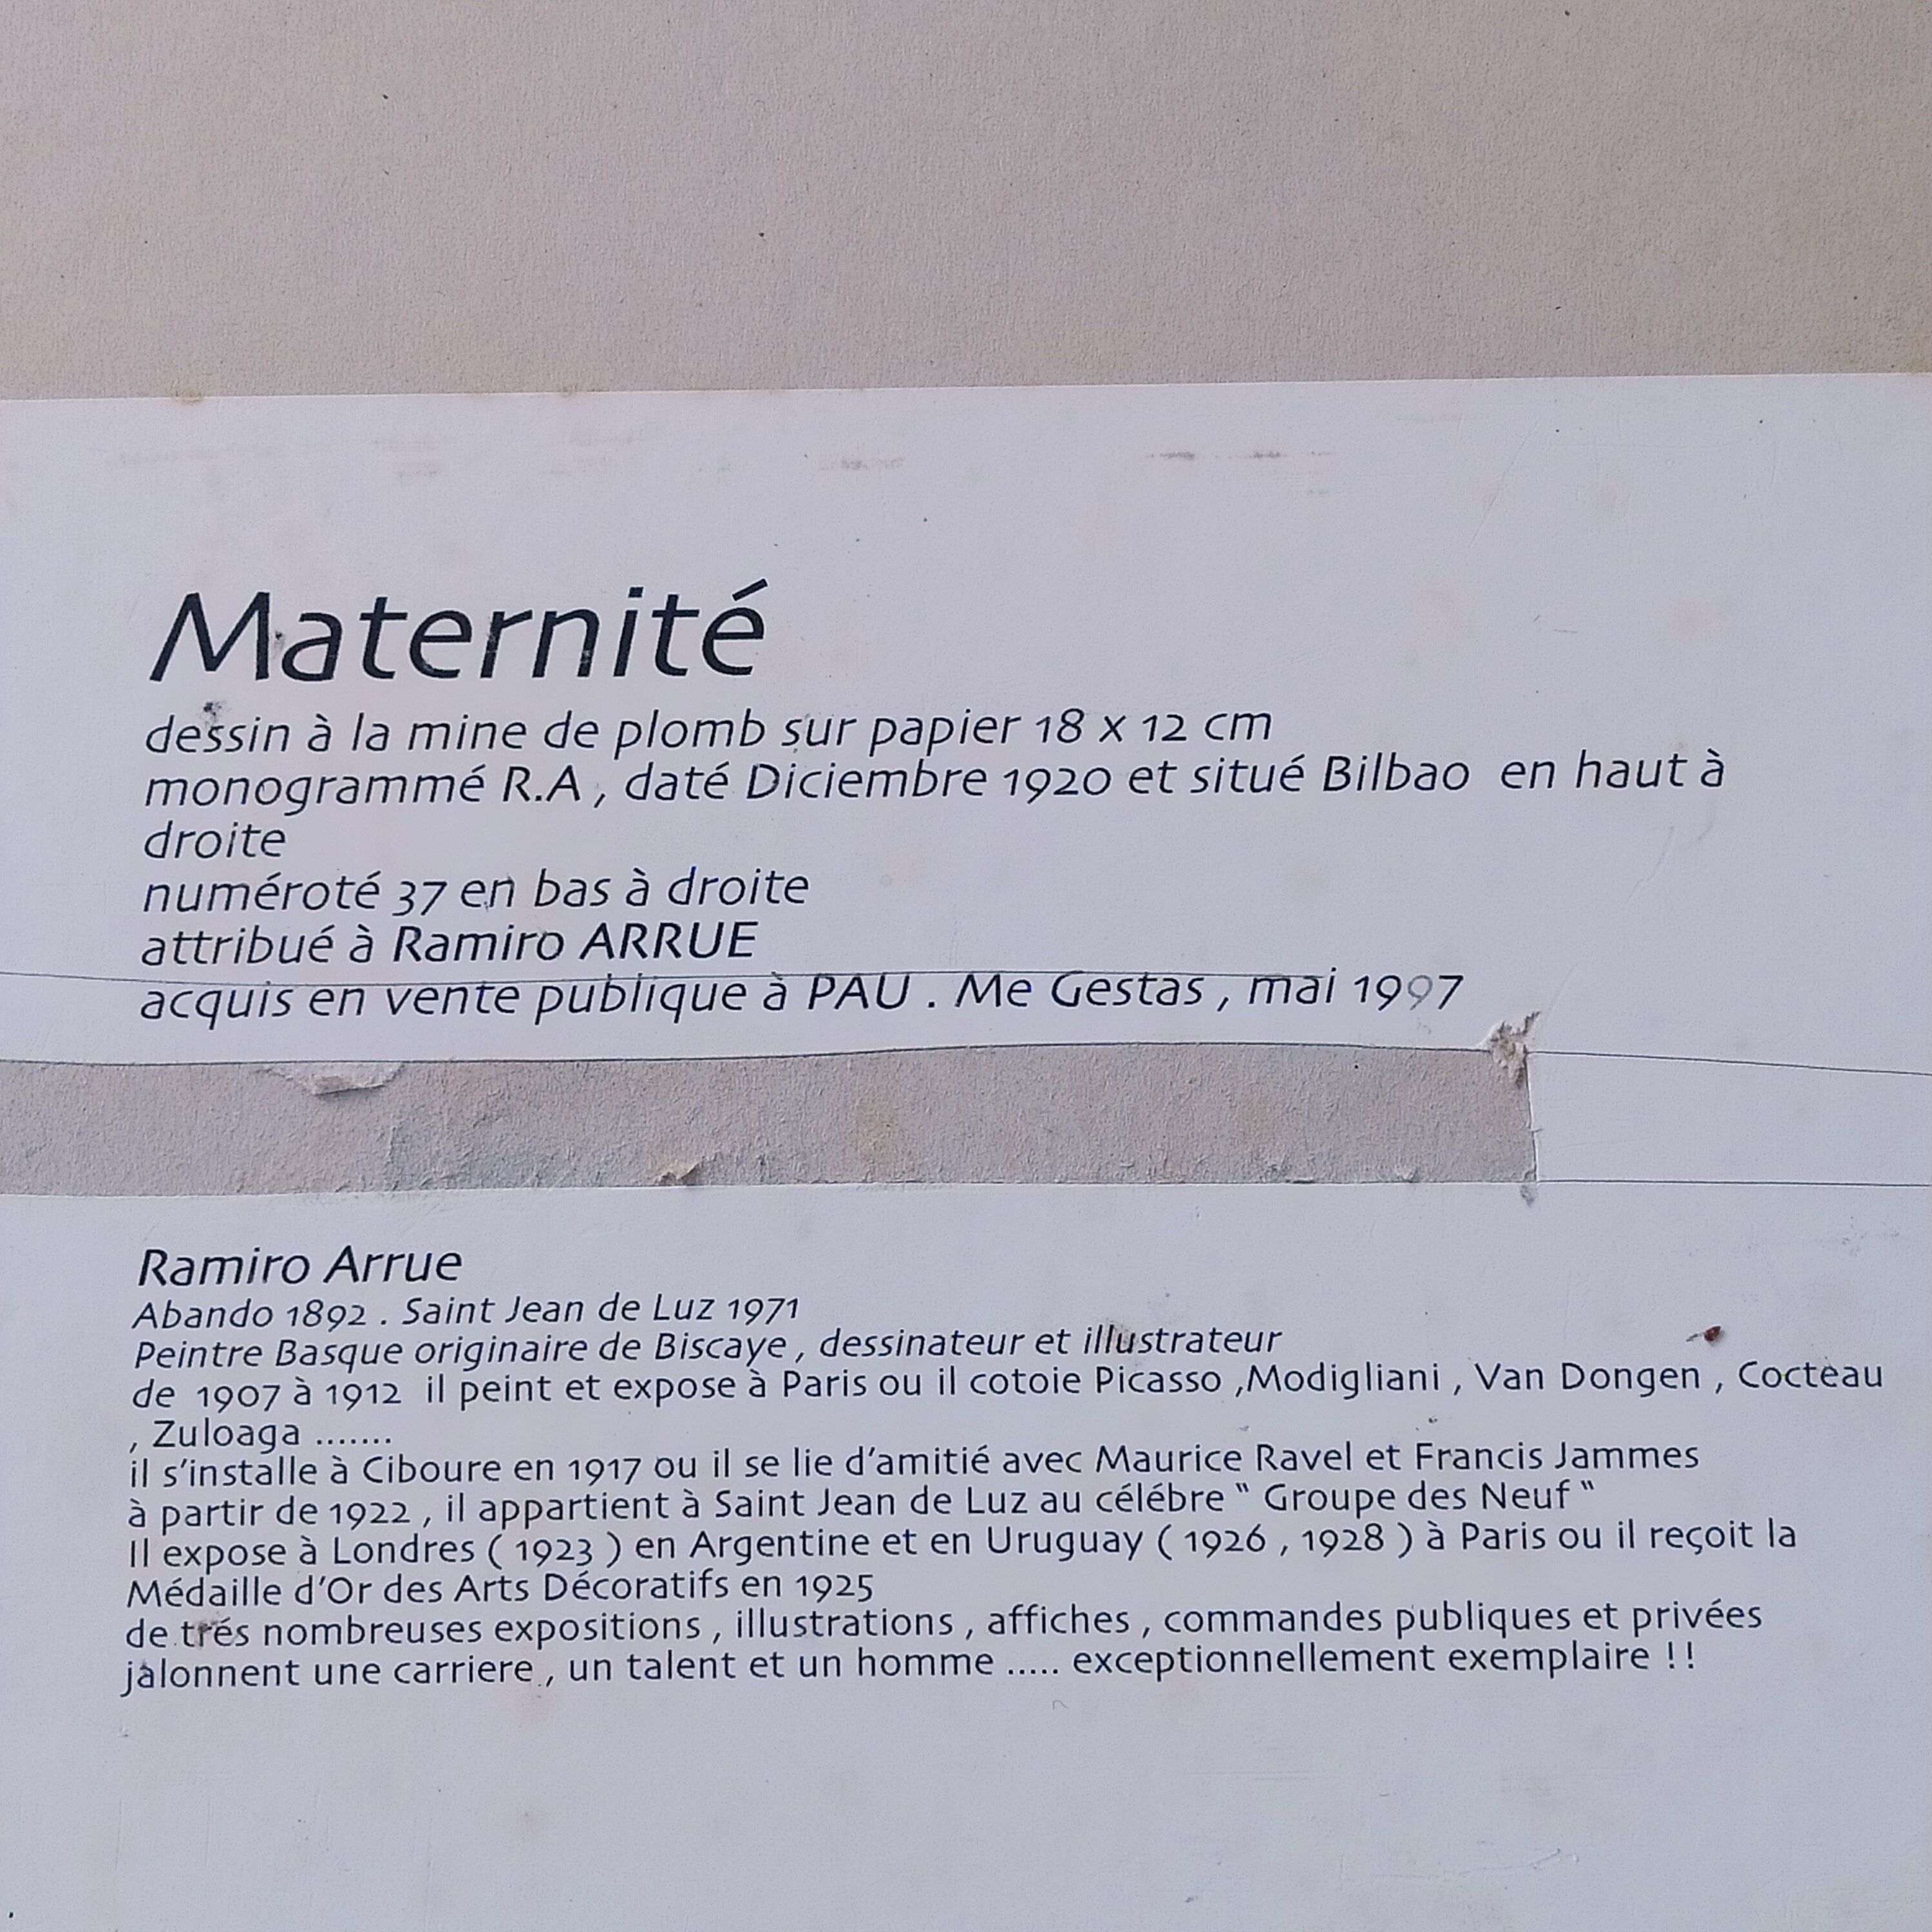 Maternité
dessin à la mine de plomb sur papier 18 x 12 cm
monogrammé R.A , daté Diciembre 1920 et situé Bilbao en haut à
droite
numéroté 37 en bas à droite
attribué à Ramiro ARRUE
acquis en vente publique à PAU . Me Gestas , mai 1997
Ramiro Arrue
Abando 1892 . Saint Jean de Luz 1971
Peintre Basque originaire de Biscaye , dessinateur et illustrateur
de 1907 à 1912 il peint et expose à Paris ou il cotoie Picasso ,Modigliani , Van Dongen , Cocteau
, Zuloaga .......
il s'installe à Ciboure en 1917 ou il se lie d'amitié avec Maurice Ravel et Francis Jammes
à partir de 1922 , il appartient à Saint Jean de Luz au célébre " Groupe des Neuf "
Il expose à Londres ( 1923 ) en Argentine et en Uruguay ( 1926 , 1928 ) à Paris ou il reçoit la
Médaille d'Or des Arts Décoratifs en 1925
de trés nombreuses expositions , illustrations , affiches , commandes publiques et privées
jalonnent une carriere , un talent et un homme ..... exceptionnellement exemplaire !!